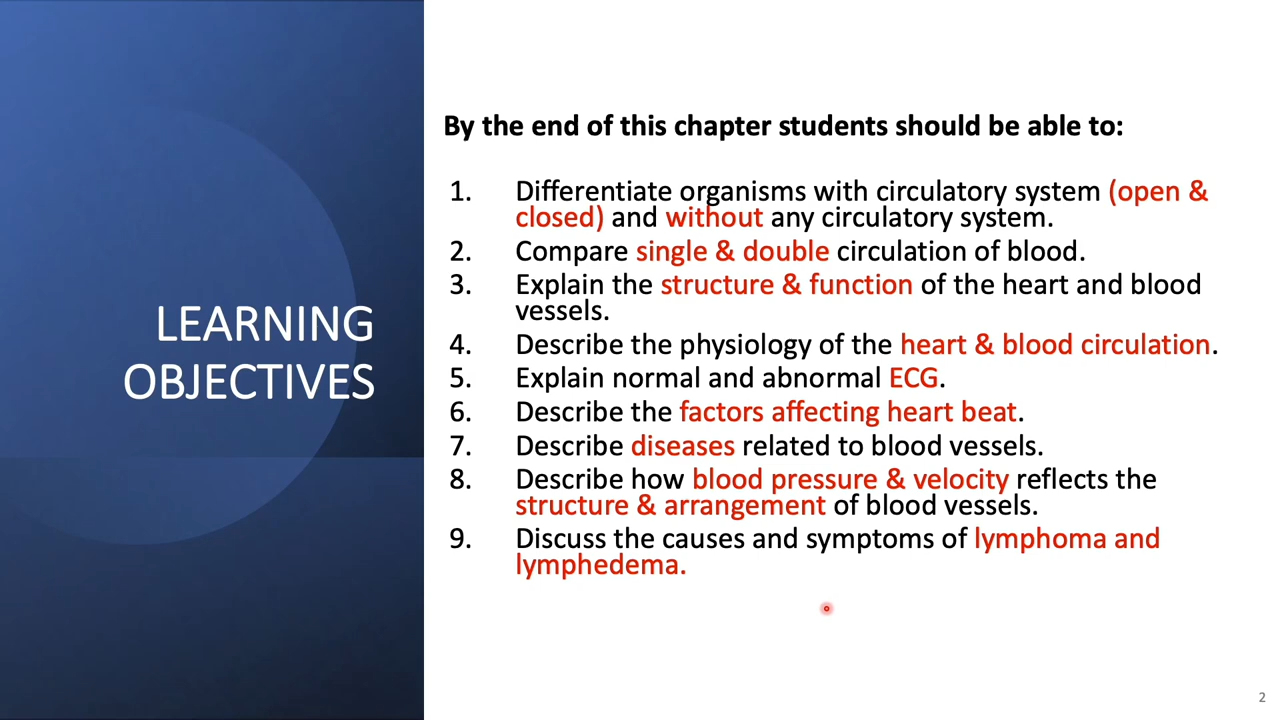 LEARNING
OBJECTIVES
By the end of this chapter students should be able to:
1. Differentiate organisms with circulatory system (open &
closed) and without any circulatory system.
2. Compare single & double circulation of blood.
3. Explain the structure & function of the heart and blood
vessels.
4. Describe the physiology of the heart & blood circulation.
5. Explain normal and abnormal ECG.
6. Describe the factors affecting heart beat.
7. Describe diseases related to blood vessels.
8. Describe how blood pressure & velocity reflects the
structure & arrangement of blood vessels.
9. Discuss the causes and symptoms of lymphoma and
lymphedema.
2